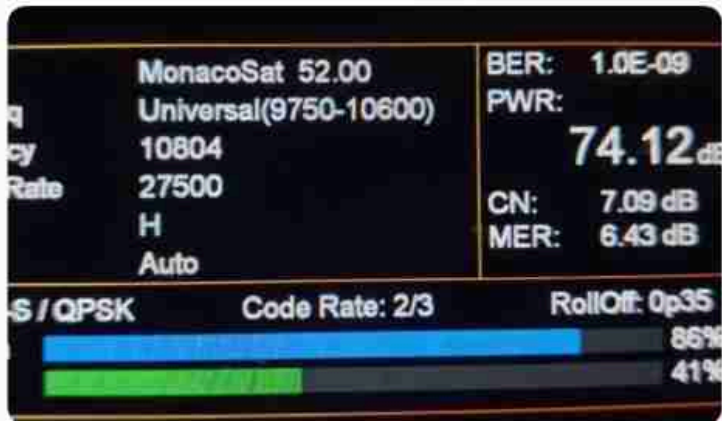 MonacoSat 52.00
q Universal(9750-10600)
cy 10804
Rate 27500
H
Auto
BER: 1.0E-09
PWR:
74.12dB
CN: 7.09 dB
MER: 6.43 dB
-S / QPSK Code Rate: 2/3 RollOff: 0p35
86%
41%